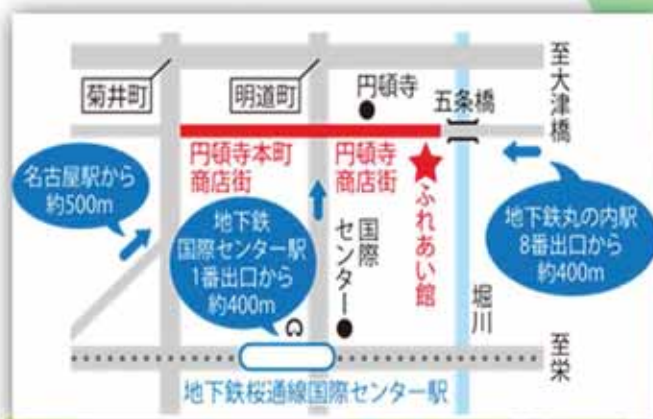 菊井町
明道町
円頓寺
五条橋
至大津橋
円頓寺本町
商店街
円頓寺
商店街
ふれあい館
名古屋駅から
約500m
地下鉄
国際センター駅
1番出口から
約400m
国際
センター
地下鉄丸の内駅
8番出口から
約400m
堀川
至栄
地下鉄桜通線国際センター駅